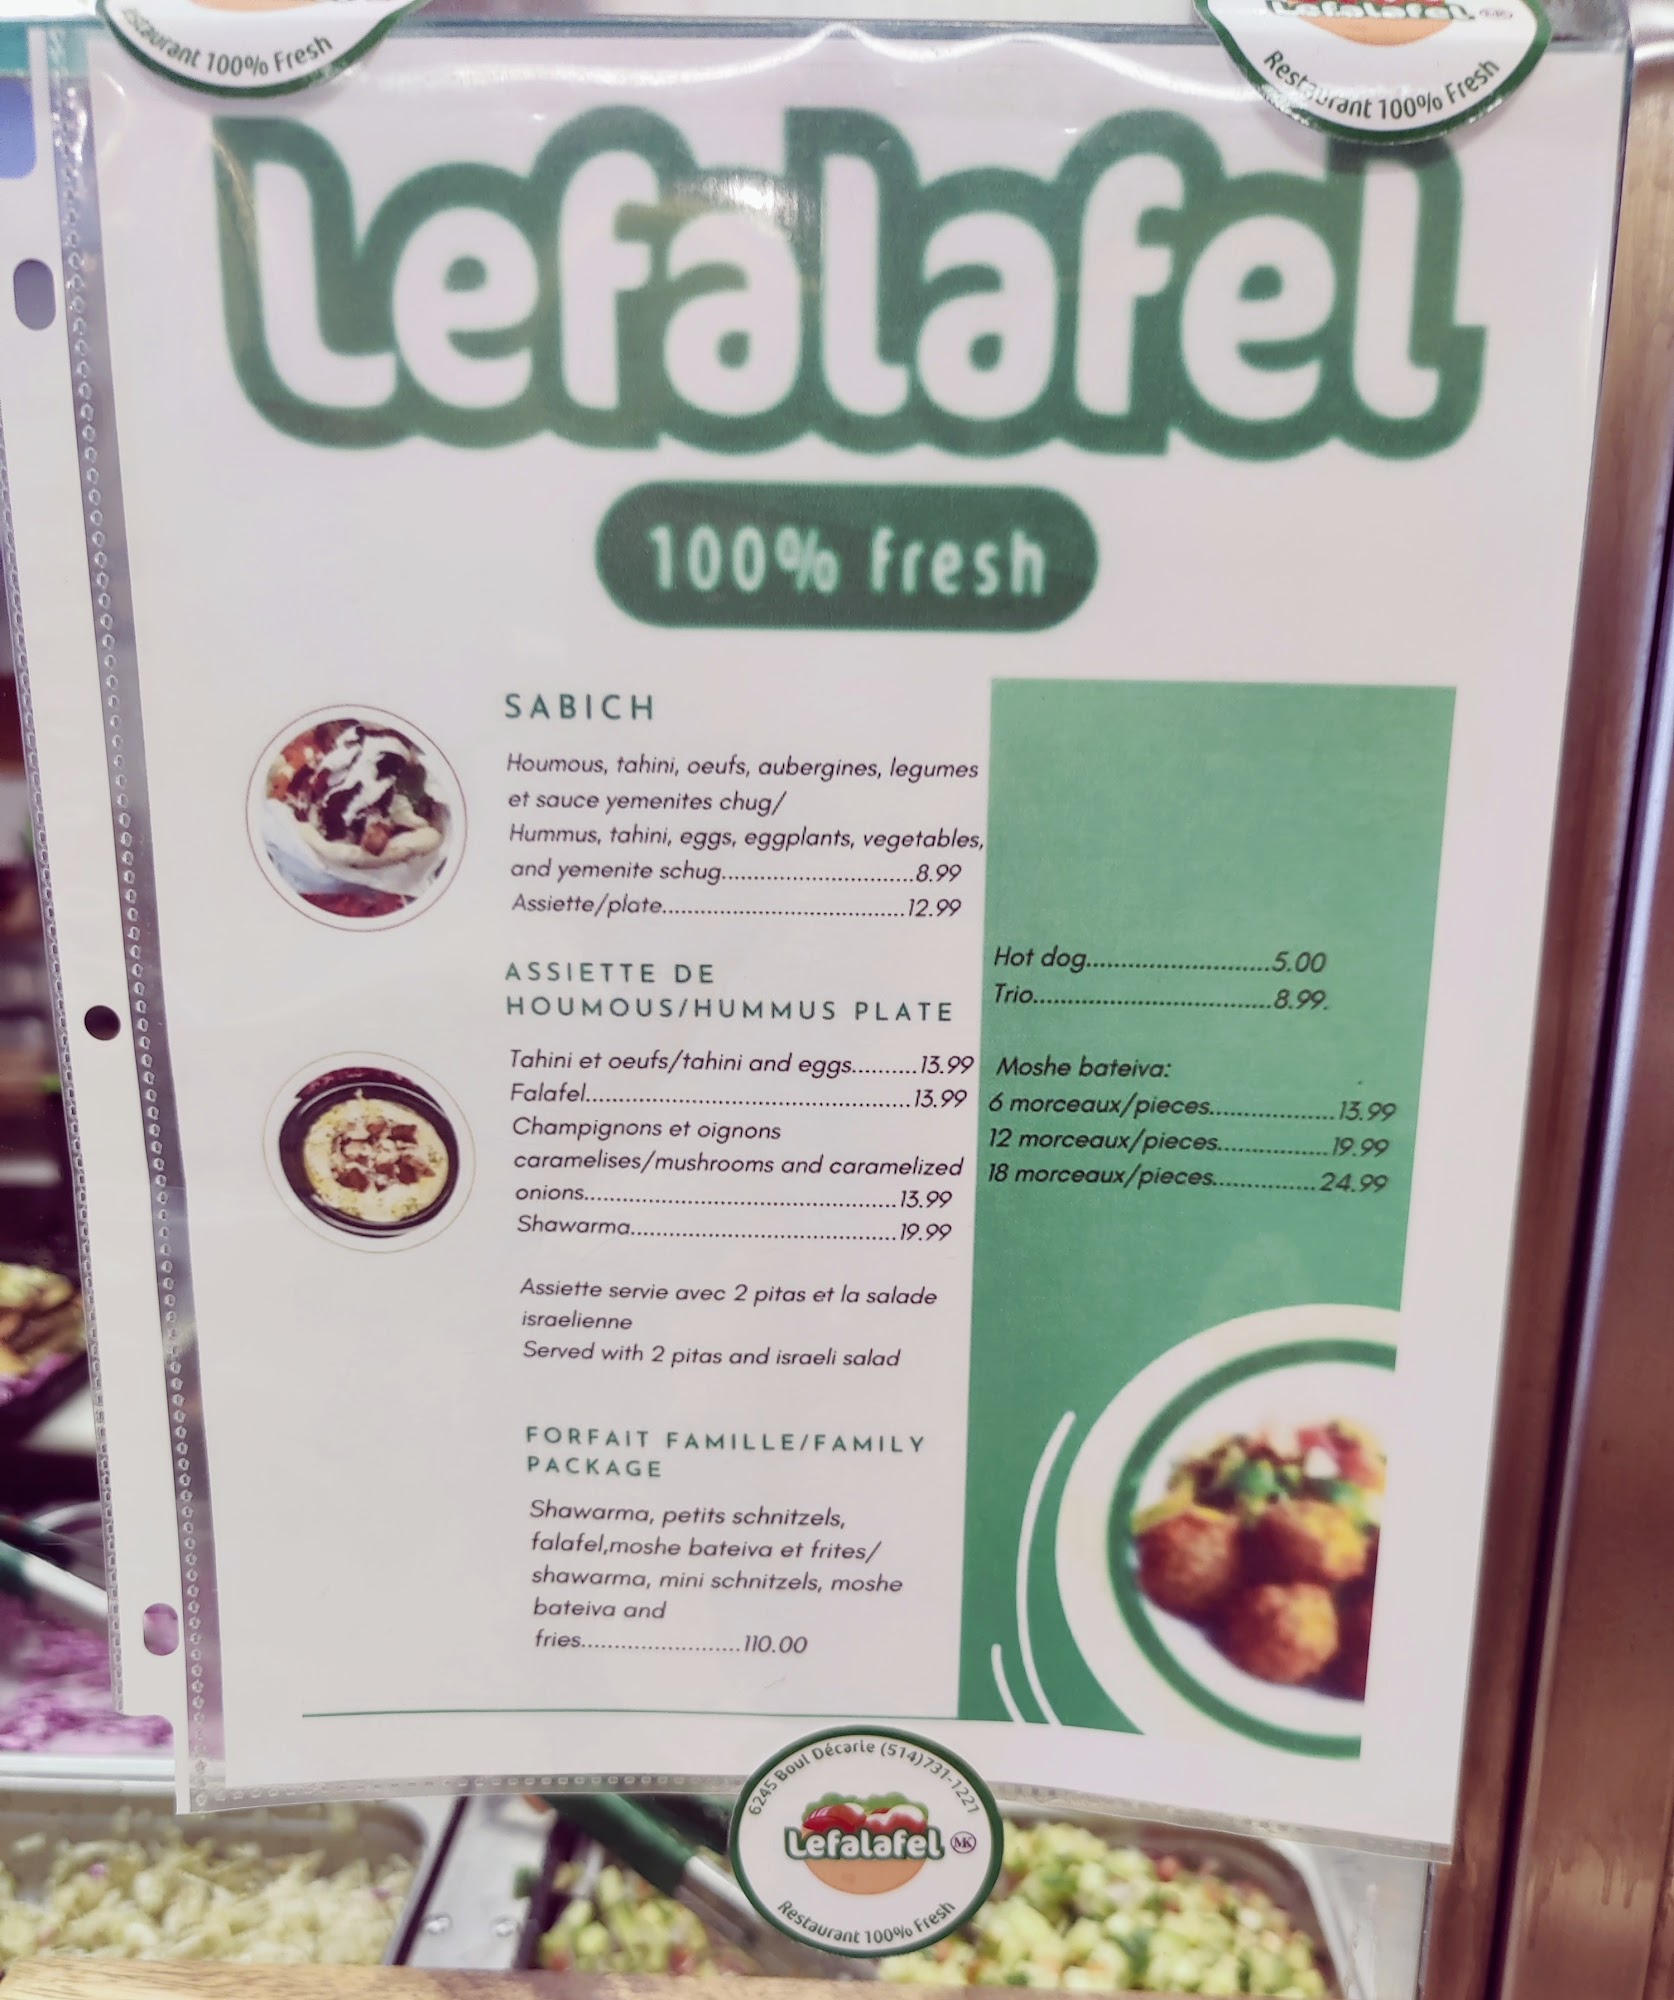 staurant 100% Fresh
Lefalafel MK
Restaurant 100% Fresh
Lefalafel
100% fresh
SABICH
Houmous, tahini, oeufs, aubergines, legumes
et sauce yemenites chug/
Hummus, tahini, eggs, eggplants, vegetables,
and yemenite schug..............................8.99
Assiette/plate......................................12.99
ASSIETTE DE
HOUMOUS/HUMMUS PLATE
Tahini et oeufs/tahini and eggs..........13.99
Falafel...................................................13.99
Champignons et oignons
caramelises/mushrooms and caramelized
onions.................................................13.99
Shawarma..........................................19.99
Assiette servie avec 2 pitas et la salade
israelienne
Served with 2 pitas and israeli salad
FORFAIT FAMILLE/FAMILY
PACKAGE
Shawarma, petits schnitzels,
falafel,moshe bateiva et frites/
shawarma, mini schnitzels, moshe
bateiva and
fries.........................110.00
Hot dog............................5.00
Trio.....................................8.99.
Moshe bateiva:
6 morceaux/pieces...................13.99
12 morceaux/pieces.................19.99
18 morceaux/pieces................24.99
6245 Boul Décarie (514)731-1221
Lefalafel MK
Restaurant 100% Fresh